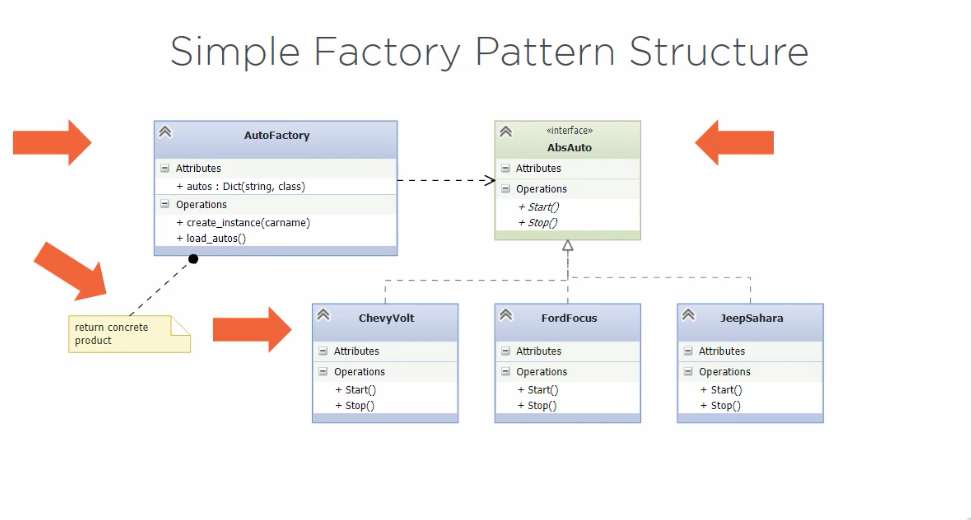 Simple Factory Pattern Structure
AutoFactory
Attributes
+ autos : Dict(string, class)
Operations
+ create_instance(carname)
+ load_autos()
«interface»
AbsAuto
Attributes
Operations
+ Start()
+ Stop()
return concrete
product
ChevyVolt
Attributes
Operations
+ Start()
+ Stop()
FordFocus
Attributes
Operations
+ Start()
+ Stop()
JeepSahara
Attributes
Operations
+ Start()
+ Stop()